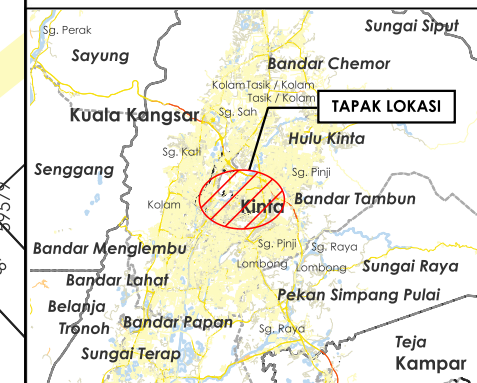 Sungai Siput
Sg. Perak
Sayung
Bandar Chemor
Kolam
Tasik / Kolam
Tasik / Kolam
TAPAK LOKASI
Kuala Kangsar
Sg. Sah
Hulu Kinta
Sg. Kati
Senggang
Sg. Pinji
Kolam
Kinta
Bandar Tambun
Bandar Menglembu
Sg. Pinji
Sg. Raya
Lombong
Lombong
Sungai Raya
Bandar Lahat
Pekan Simpang Pulai
Belanja
Tronoh
Bandar Papan
Sg. Raya
Teja
Sungai Terap
Kampar